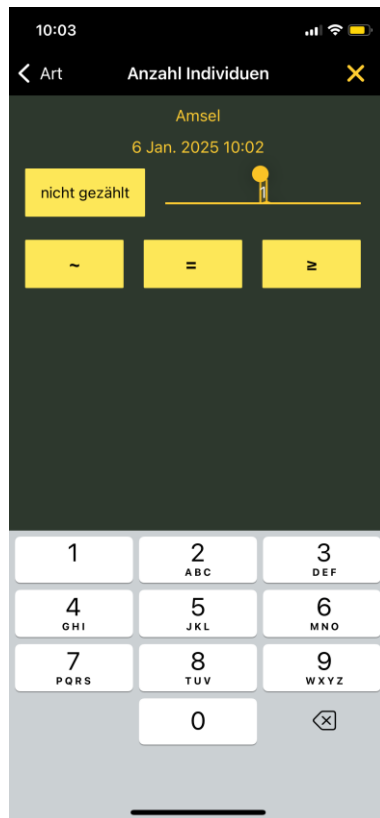 10:03
Art Anzahl Individuen
Amsel
6 Jan. 2025 10:02
nicht gezählt 1
~ = ≥
1 2 3
ABC DEF
4 5 6
GHI JKL MNO
7 8 9
PQRS TUV WXYZ
0